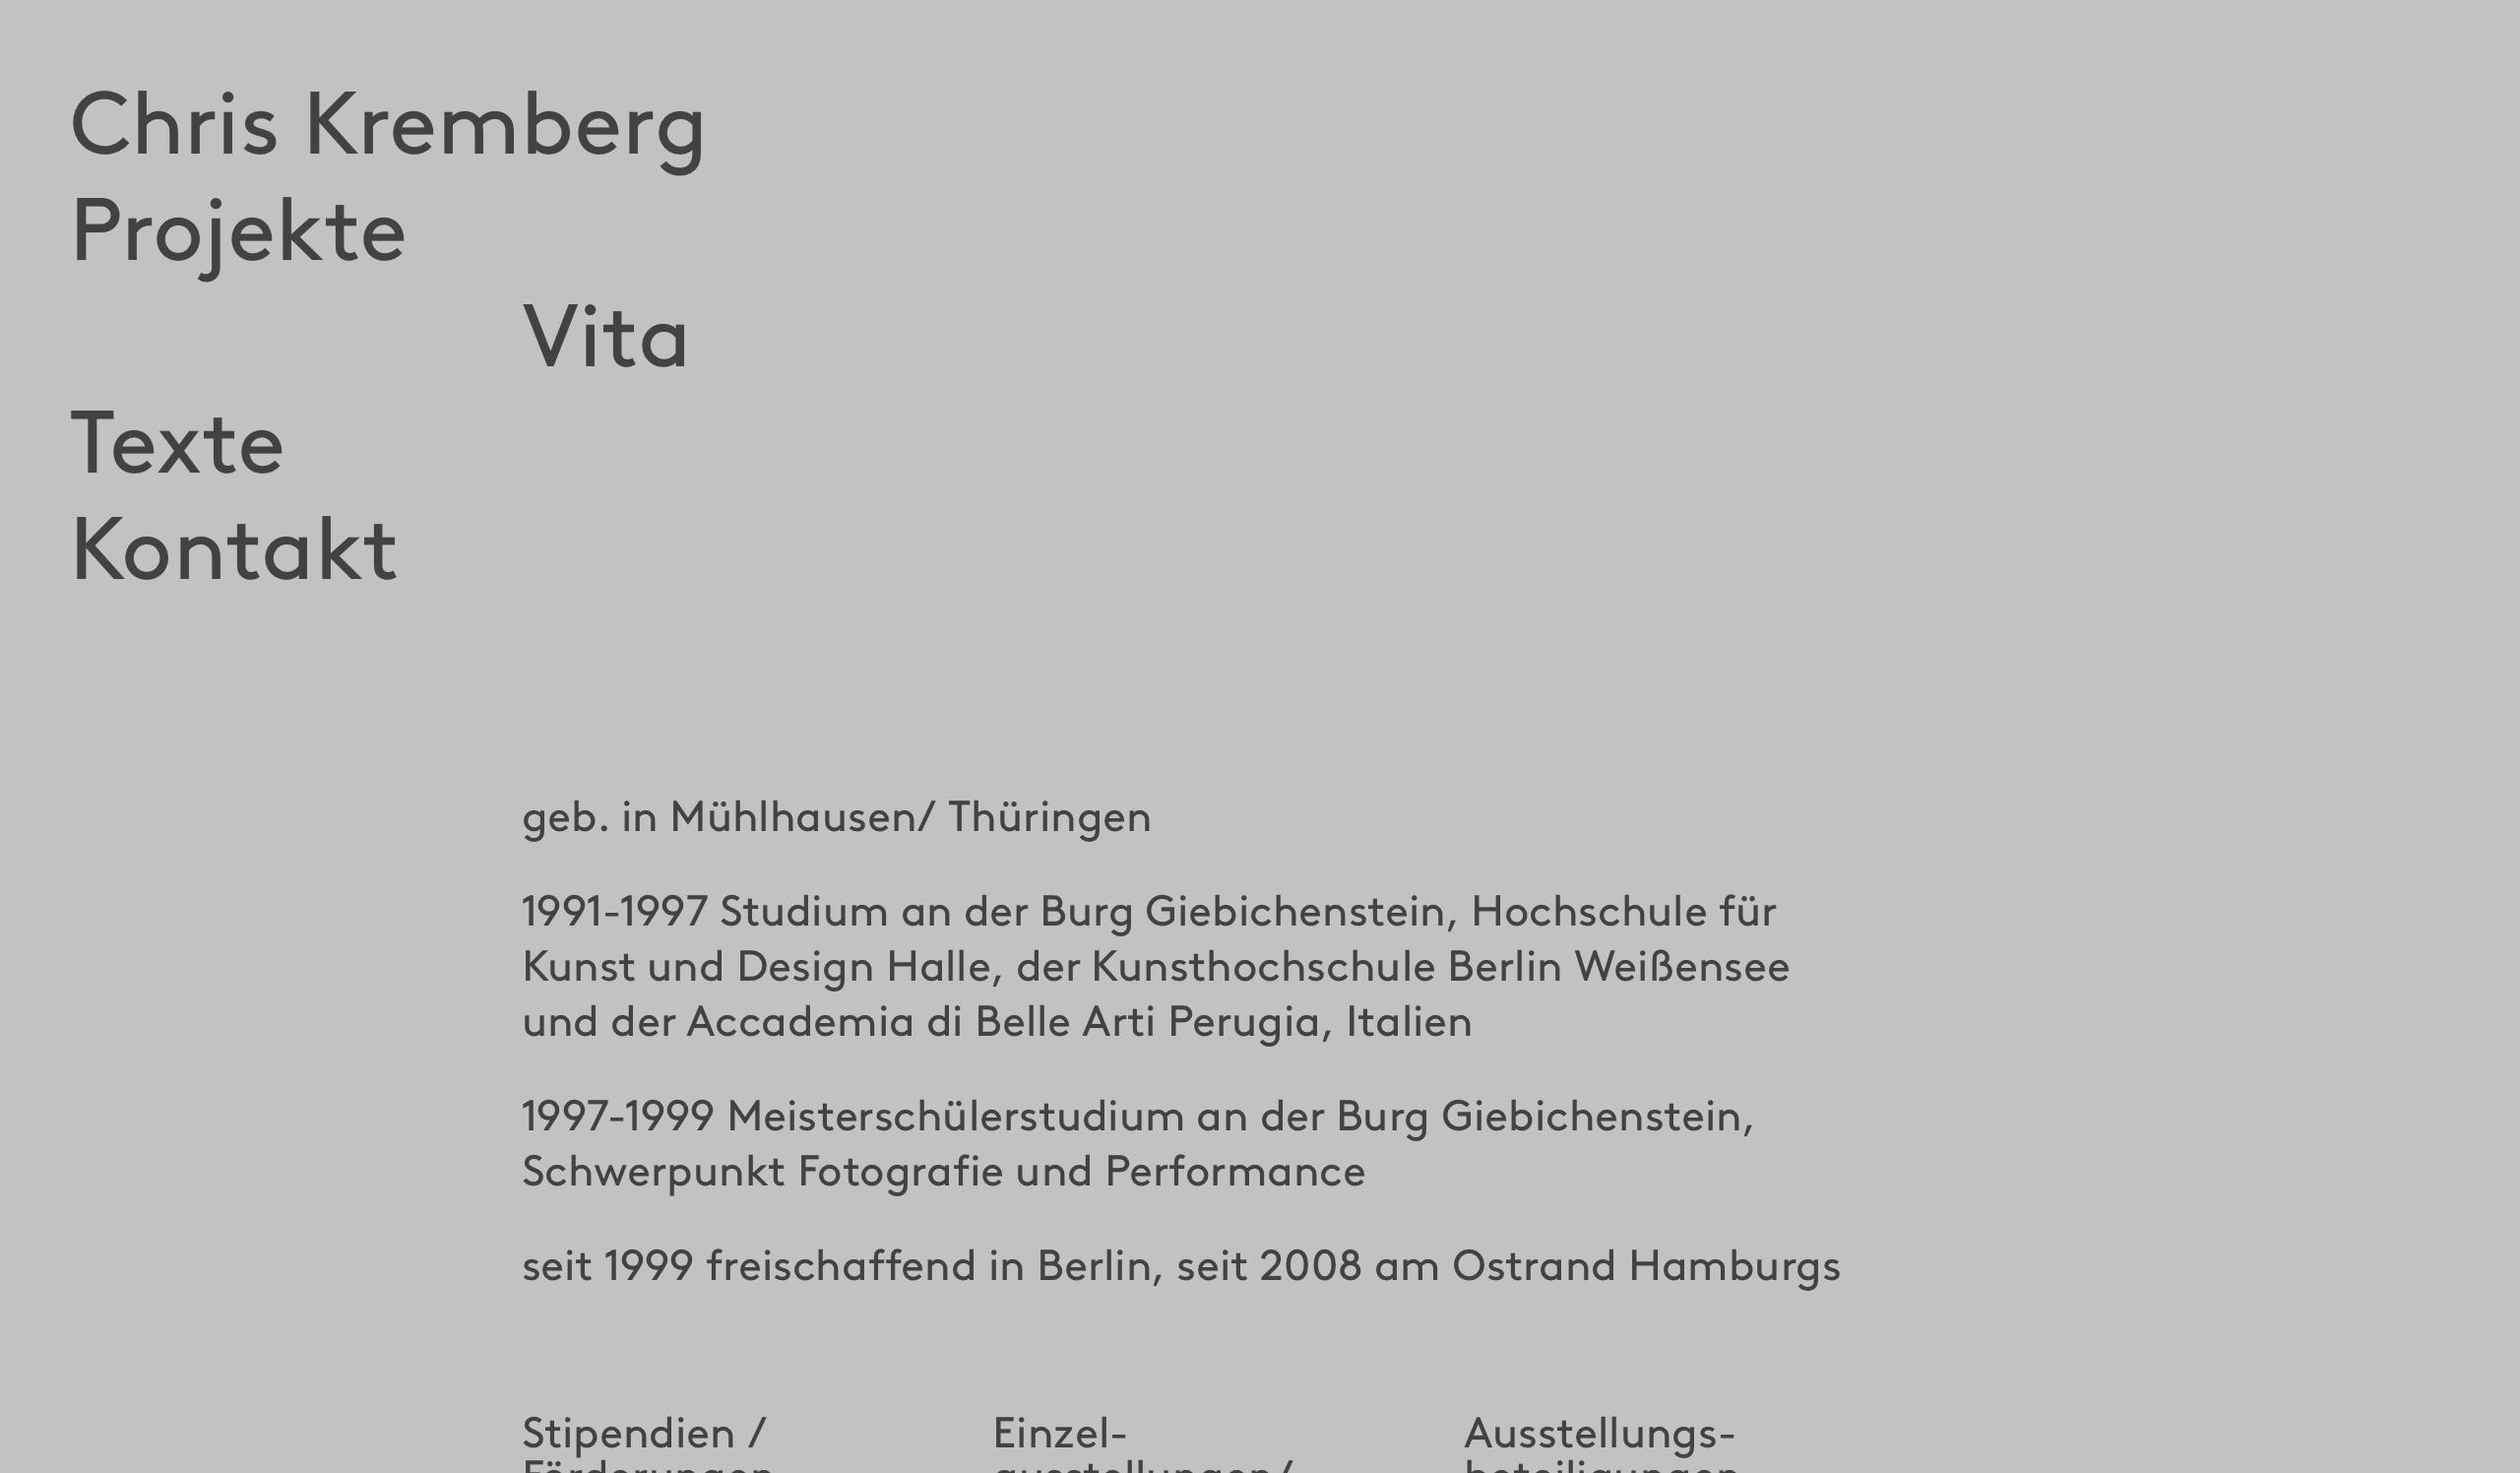 Chris Kremberg
Projekte
Vita
Texte
Kontakt
geb. in Mühlhausen/ Thüringen
1991-1997 Studium an der Burg Giebichenstein, Hochschule für
Kunst und Design Halle, der Kunsthochschule Berlin Weißensee
und der Accademia di Belle Arti Perugia, Italien
1997-1999 Meisterschülerstudium an der Burg Giebichenstein,
Schwerpunkt Fotografie und Performance
seit 1999 freischaffend in Berlin, seit 2008 am Ostrand Hamburgs
Stipendien /
Förderungen
Einzel-
ausstellungen/
Ausstellungs-
beteiligungen